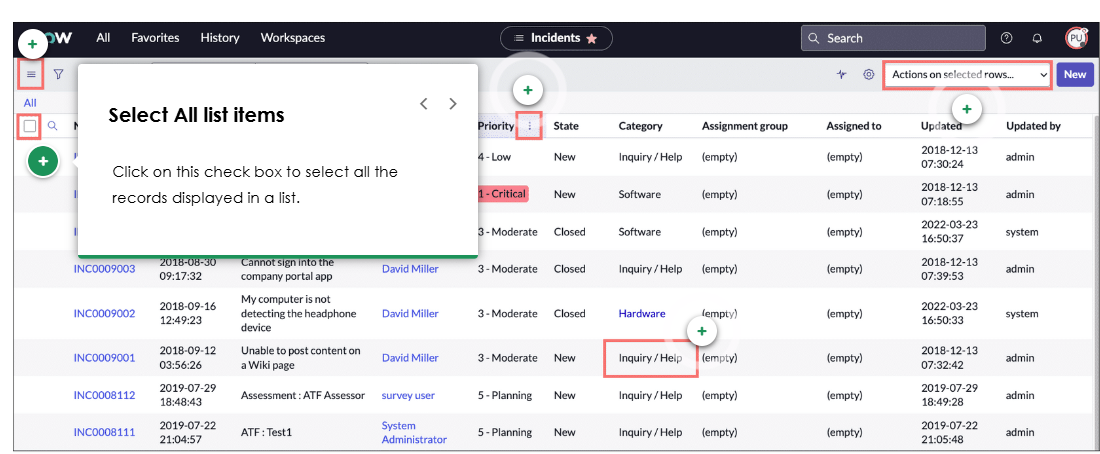 All Favorites History Workspaces
Incidents
Search
PU
Actions on selected rows...
New
All
Select All list items
Click on this check box to select all the
records displayed in a list.
Priority State Category Assignment group Assigned to Updated Updated by
4 - Low New Inquiry / Help (empty) (empty) 2018-12-13 07:30:24 admin
1 - Critical New Software (empty) (empty) 2018-12-13 07:18:55 admin
3 - Moderate Closed Software (empty) (empty) 2022-03-23 16:50:37 system
INC0009003 2018-08-30 09:17:32 Cannot sign into the company portal app David Miller 3 - Moderate Closed Inquiry / Help (empty) (empty) 2018-12-13 07:39:53 admin
INC0009002 2018-09-16 12:49:23 My computer is not detecting the headphone device David Miller 3 - Moderate Closed Hardware (empty) (empty) 2022-03-23 16:50:33 system
INC0009001 2018-09-12 03:56:26 Unable to post content on a Wiki page David Miller 3 - Moderate New Inquiry / Help (empty) (empty) 2018-12-13 07:32:42 admin
INC0008112 2019-07-29 18:48:43 Assessment : ATF Assessor survey user 5 - Planning New Inquiry / Help (empty) (empty) 2019-07-29 18:49:28 admin
INC0008111 2019-07-22 21:04:57 ATF : Test1 System Administrator 5 - Planning New Inquiry / Help (empty) (empty) 2019-07-22 21:05:48 admin